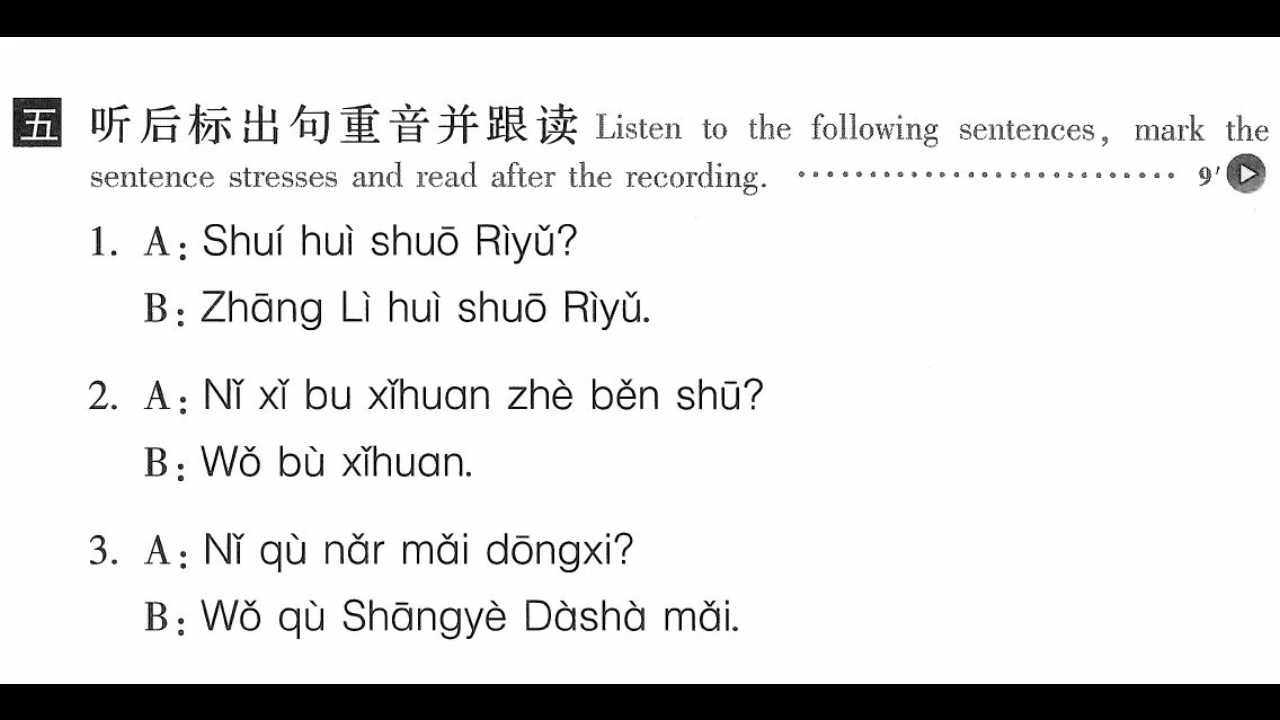 五 听后标出句重音并跟读 Listen to the following sentences, mark the
sentence stresses and read after the recording. ··························· 9′
1. A: Shuí huì shuō Rìyǔ?
B: Zhāng Lì huì shuō Rìyǔ.
2. A: Nǐ xǐ bu xǐhuan zhè běn shū?
B: Wǒ bù xǐhuan.
3. A: Nǐ qù nǎr mǎi dōngxi?
B: Wǒ qù Shāngyè Dàshà mǎi.